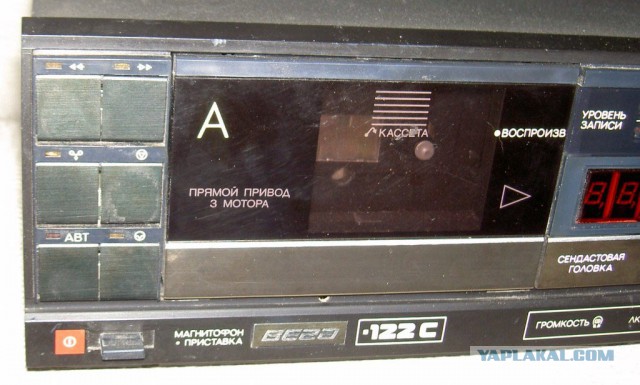 A
КАССЕТА
•ВОСПРОИЗВ
УРОВЕНЬ
ЗАПИСИ
ПРЯМОЙ ПРИВОД
3 МОТОРА
АВТ
СЕНДАСТОВАЯ
ГОЛОВКА
МАГНИТОФОН
• ПРИСТАВКА
•122 С
ГРОМКОСТЬ
YAPLAKAL.COM